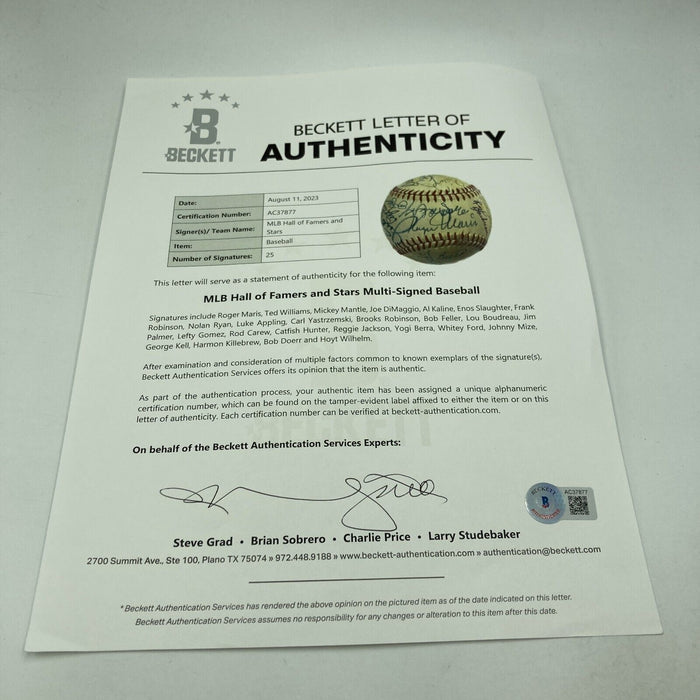 B
BECKETT
BECKETT LETTER OF
AUTHENTICITY
Date: August 11, 2023
Certification Number: AC37877
Signer(s)/ Team Name: MLB Hall of Famers and
Stars
Item: Baseball
Number of Signatures: 25
Roger Maris
This letter will serve as a statement of authenticity for the following item:
MLB Hall of Famers and Stars Multi-Signed Baseball
Signatures include Roger Maris, Ted Williams, Mickey Mantle, Joe DiMaggio, Al Kaline, Enos Slaughter, Frank
Robinson, Nolan Ryan, Luke Appling, Carl Yastrzemski, Brooks Robinson, Bob Feller, Lou Boudreau, Jim
Palmer, Lefty Gomez, Rod Carew, Catfish Hunter, Reggie Jackson, Yogi Berra, Whitey Ford, Johnny Mize,
George Kell, Harmon Killebrew, Bob Doerr and Hoyt Wilhelm.
After examination and consideration of multiple factors common to known exemplars of the signature(s),
Beckett Authentication Services offers its opinion that the item is authentic.
As part of the authentication process, your authentic item has been assigned a unique alphanumeric
certification number, which can be found on the tamper-evident label affixed to either the item or on this
letter of authenticity. Each certification number can be verified at beckett-authentication.com.
BECKETT
On behalf of the Beckett Authentication Services Experts:
BECKETT
B
AC37877
Steve Grad • Brian Sobrero • Charlie Price • Larry Studebaker
2700 Summit Ave., Ste 100, Plano TX 75074 » 972.448.9188 » www.beckett-authentication.com » authentication@beckett.com
*Beckett Authentication Services has rendered the above opinion on the pictured item as of the date indicated on this letter.
Beckett Authentication Services assumes no responsibility for any changes or alteration to this item after this date.